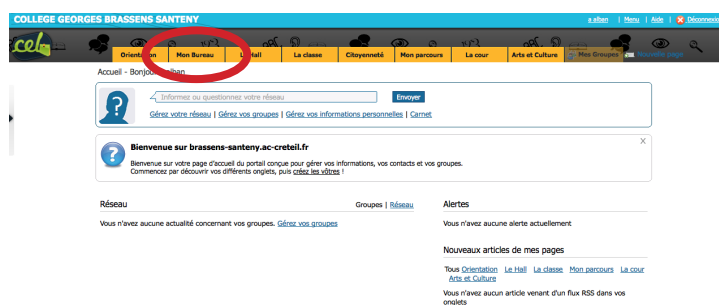 COLLEGE GEORGES BRASSENS SANTENY
a alban | Menu | Aide | Déconnexion
cel
Orientation Mon Bureau Le Hall La classe Citoyenneté Mon parcours La cour Arts et Culture Mes Groupes Nouvelle page
Accueil - Bonjour alban
Informez ou questionnez votre réseau Envoyer
Gérez votre réseau | Gérez vos groupes | Gérez vos informations personnelles | Carnet
Bienvenue sur brassens-santeny.ac-creteil.fr X
Bienvenue sur votre page d'accueil du portail conçue pour gérer vos informations, vos contacts et vos groupes.
Commencez par découvrir vos différents onglets, puis créez les vôtres !
Réseau Groupes | Réseau
Vous n'avez aucune actualité concernant vos groupes. Gérez vos groupes
Alertes
Vous n'avez aucune alerte actuellement
Nouveaux articles de mes pages
Tous Orientation Le Hall La classe Mon parcours La cour
Arts et Culture
Vous n'avez aucun article venant d'un flux RSS dans vos
onglets